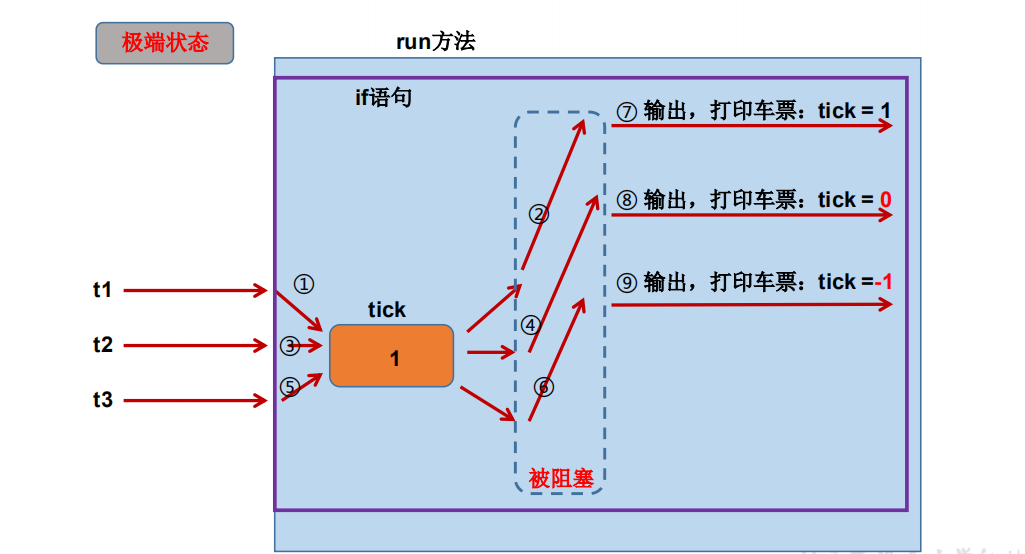 极端状态
run方法
if语句
⑦ 输出，打印车票：tick = 1
②
⑧ 输出，打印车票：tick = 0
⑨ 输出，打印车票：tick =-1
t1
①
tick
④
t2
③
1
t3
⑤
⑥
被阻塞